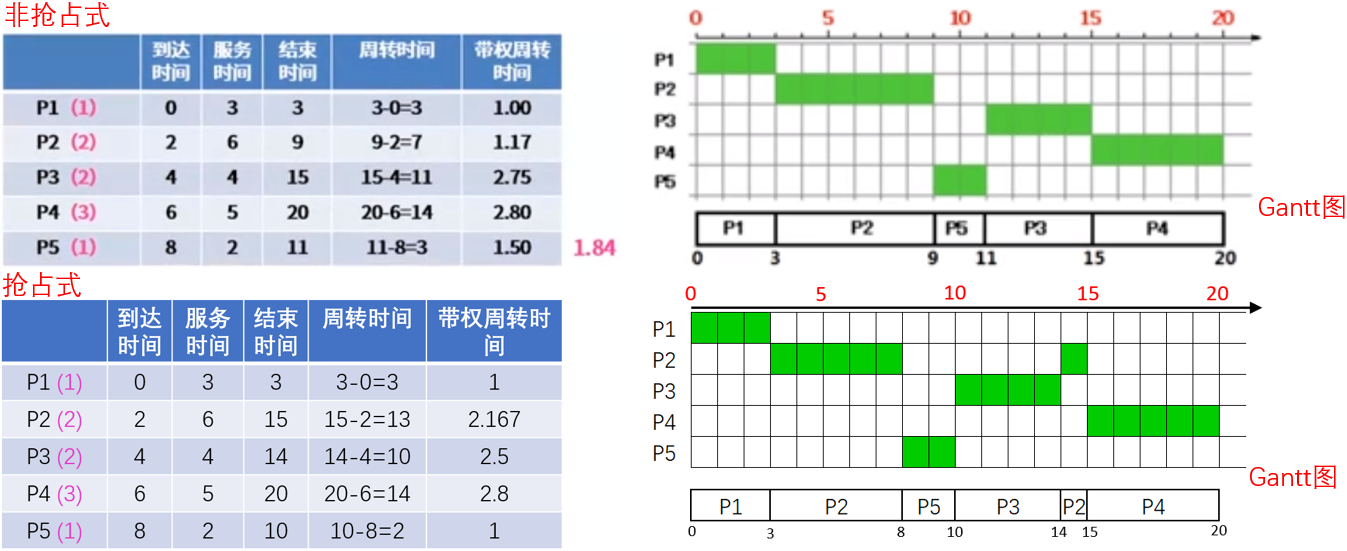 非抢占式
到达时间 服务时间 结束时间 周转时间 带权周转时间
P1 (1) 0 3 3 3-0=3 1.00
P2 (2) 2 6 9 9-2=7 1.17
P3 (2) 4 4 15 15-4=11 2.75
P4 (3) 6 5 20 20-6=14 2.80
P5 (1) 8 2 11 11-8=3 1.50 1.84
0 5 10 15 20
P1
P2
P3
P4
P5
Gantt图
P1 P2 P5 P3 P4
0 3 9 11 15 20
抢占式
到达时间 服务时间 结束时间 周转时间 带权周转时间
P1 (1) 0 3 3 3-0=3 1
P2 (2) 2 6 15 15-2=13 2.167
P3 (2) 4 4 14 14-4=10 2.5
P4 (3) 6 5 20 20-6=14 2.8
P5 (1) 8 2 10 10-8=2 1
0 5 10 15 20
P1
P2
P3
P4
P5
Gantt图
P1 P2 P5 P3 P2 P4
0 3 8 10 14 15 20